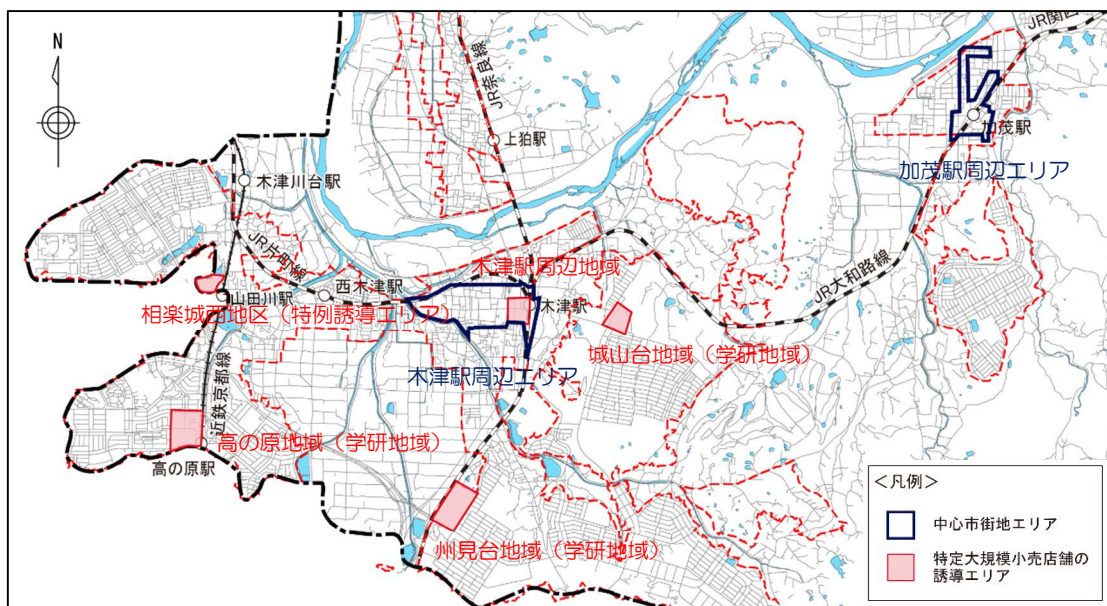 N
JR関西
JR奈良線
上狛駅
加茂駅
加茂駅周辺エリア
木津川台駅
JR片町線
西木津駅
木津駅周辺地域
木津駅
山田川駅
相楽城西地区(特例誘導エリア)
JR大和路線
城山台地域(学研地域)
木津駅周辺エリア
近鉄京都線
高の原地域(学研地域)
高の原駅
州見台地域(学研地域)
<凡例>
中心市街地エリア
特定大規模小売店舗の
誘導エリア